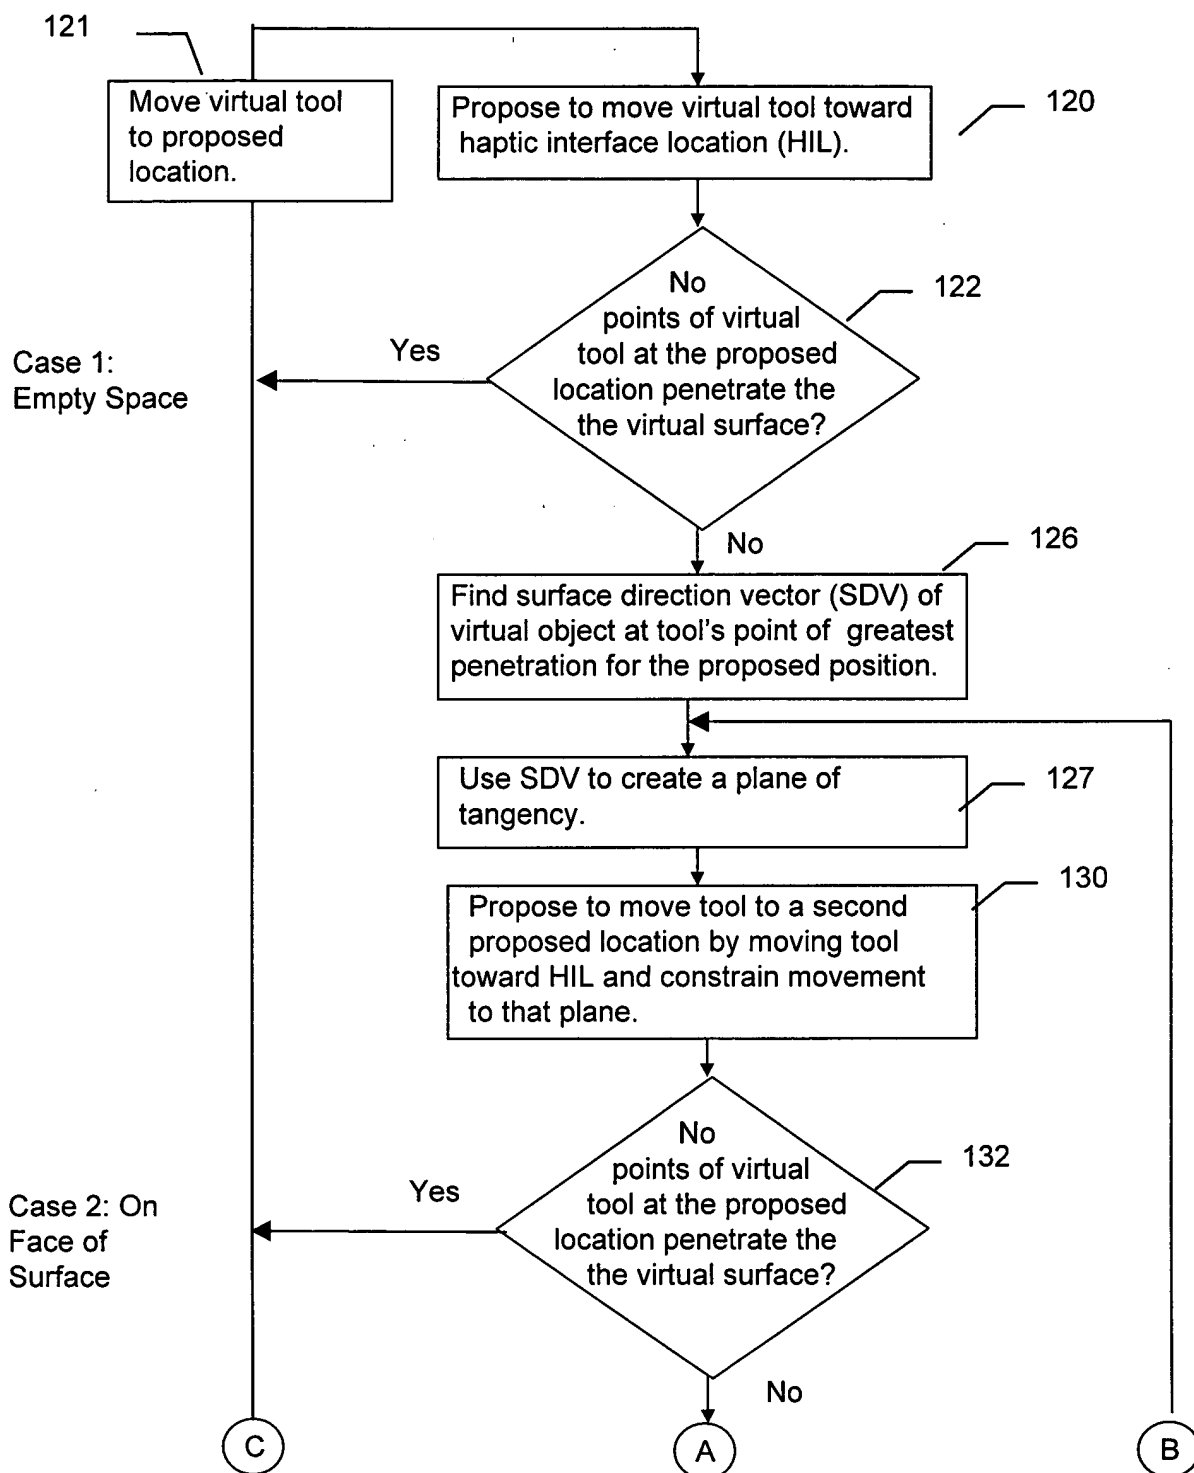 121
Move virtual tool
to proposed
location.
Propose to move virtual tool toward
haptic interface location (HIL).
120
No
points of virtual
tool at the proposed
location penetrate the
the virtual surface?
122
Yes
Case 1:
Empty Space
No
126
Find surface direction vector (SDV) of
virtual object at tool's point of greatest
penetration for the proposed position.
Use SDV to create a plane of
tangency.
127
130
Propose to move tool to a second
proposed location by moving tool
toward HIL and constrain movement
to that plane.
No
points of virtual
tool at the proposed
location penetrate the
the virtual surface?
132
Yes
Case 2: On
Face of
Surface
No
C
A
B